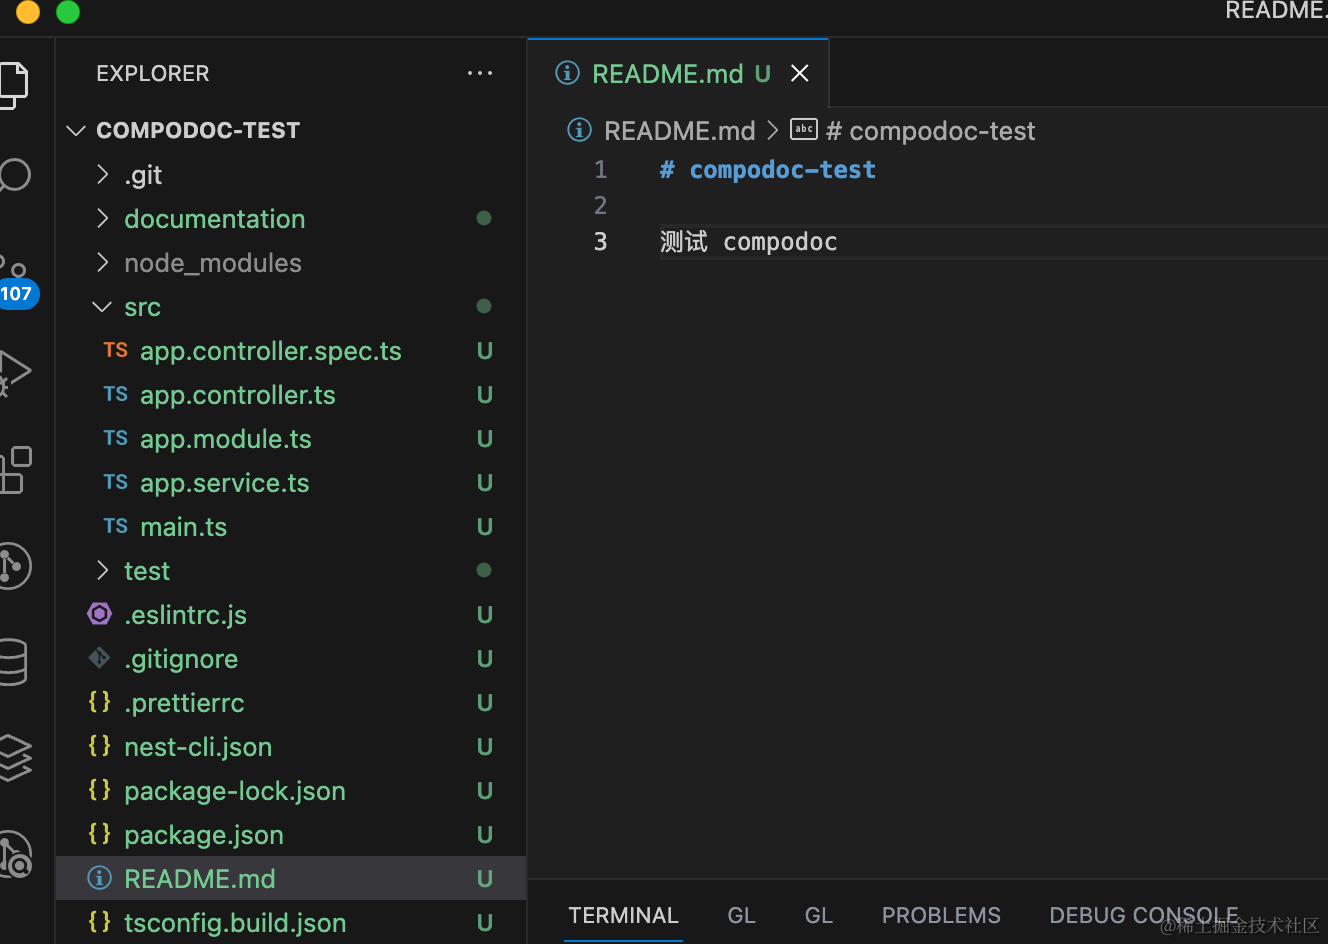 README.
EXPLORER ···
COMPODOC-TEST
.git
documentation
node_modules
src
TS app.controller.spec.ts U
TS app.controller.ts U
TS app.module.ts U
TS app.service.ts U
TS main.ts U
test
.eslintrc.js U
.gitignore U
{} .prettierrc U
{} nest-cli.json U
{} package-lock.json U
{} package.json U
README.md U
{} tsconfig.build.json U
107
README.md U
README.md > abc # compodoc-test
1 # compodoc-test
2
3 测试 compodoc
TERMINAL GL GL PROBLEMS DEBUG CONSOLE
@稀土掘金技术社区